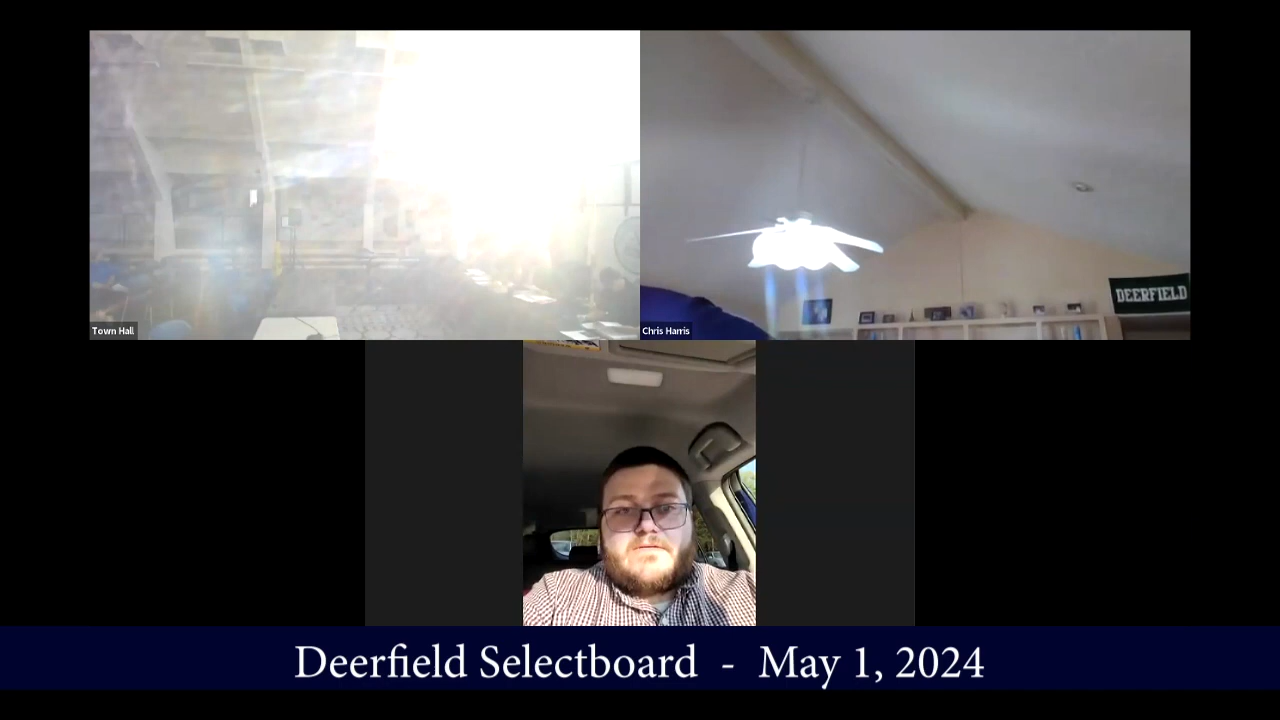 Town Hall
Chris Harris
DEERFIELD
Deerfield Selectboard - May 1, 2024